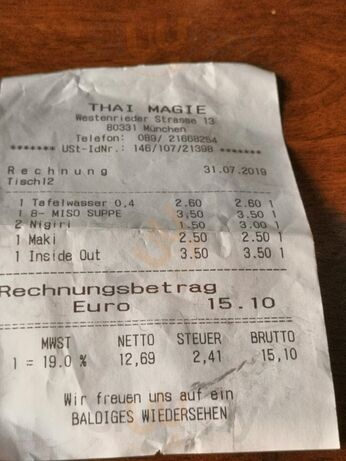 THAI MAGIE
Westenrieder Strasse 13
80331 München
Telefon: 089/ 21668254
******* USt-IdNr.: 146/107/21398 *******
Rechnung 31.07.2019
Tisch12
1 Tafelwasser 0.4 2.60 2.60 1
1 8- MISO SUPPE 3.50 3.50 1
2 Nigiri 1.50 3.00 1
1 Maki 2.50 2.50 1
1 Inside Out 3.50 3.50 1
Rechnungsbetrag
Euro 15.10
MWST NETTO STEUER BRUTTO
1 = 19.0 % 12,69 2,41 15,10
Wir freuen uns auf ein
BALDIGES WIEDERSEHEN